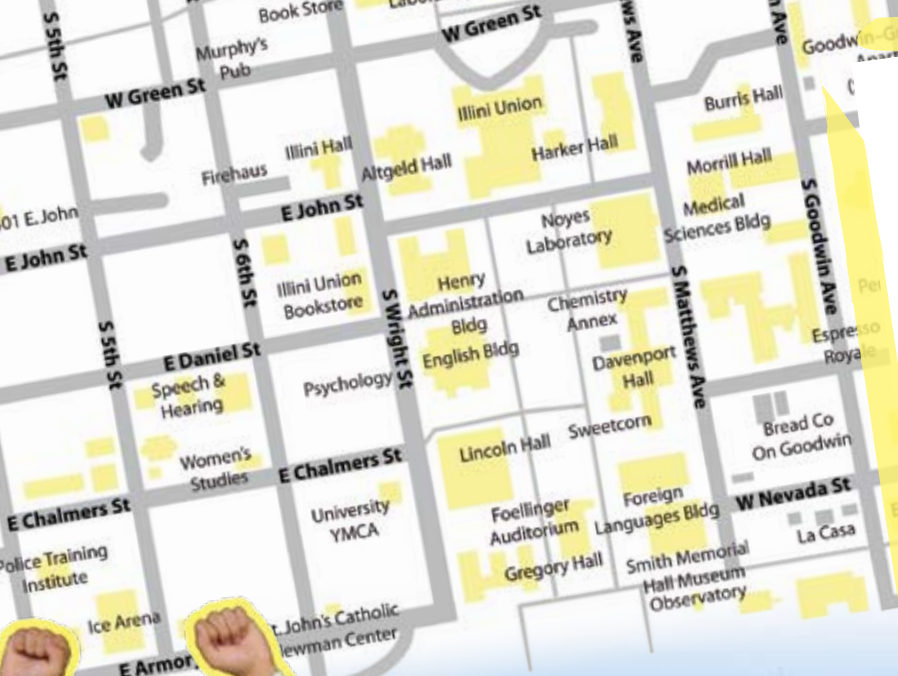 Book Store
W Green St
S 5th St
Murphy's
Pub
W Green St
Goodwin-G
Burris Hall
Illini Union
Illini Hall
Harker Hall
Altgeld Hall
Morrill Hall
Firehaus
E John St
Medical
Sciences Bldg
Noyes
Laboratory
01 E. John
E John St
S 6th St
S Goodwin Ave
Illini Union
Bookstore
Henry
Administration
Bldg
Chemistry
Annex
S Matthews Ave
S Wright St
S 5th St
E Daniel St
English Bldg
Espresso
Royale
Davenport
Hall
Speech &
Hearing
Psychology
Sweetcorn
Bread Co
On Goodwin
Lincoln Hall
Women's
Studies
E Chalmers St
W Nevada St
E Chalmers St
University
YMCA
Foellinger
Auditorium
Foreign
Languages Bldg
La Casa
Police Training
Institute
Gregory Hall
Smith Memorial
Hall Museum
Observatory
Ice Arena
t. John's Catholic
Newman Center
E Armor